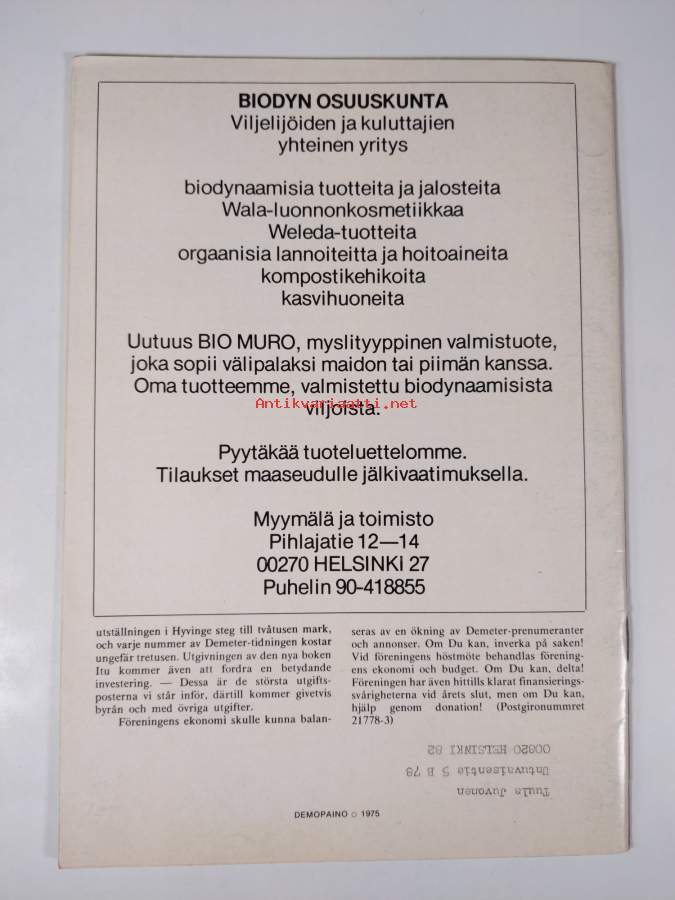 BIODYN OSUUSKUNTA
Viljelijöiden ja kuluttajien
yhteinen yritys
biodynaamisia tuotteita ja jalosteita
Wala-luonnonkosmetiikkaa
Weleda-tuotteita
orgaanisia lannoiteitta ja hoitoaineita
kompostikehikoita
kasvihuoneita
Uutuus BIO MURO, myslityyppinen valmistuote,
joka sopii välipalaksi maidon tai piimän kanssa.
Oma tuotteemme, valmistettu biodynaamisista
viljoista.
Antikvariaatti.net
Pyytäkää tuoteluettelomme.
Tilaukset maaseudulle jälkivaatimuksella.
Myymälä ja toimisto
Pihlajatie 12—14
00270 HELSINKi 27
Puhelin 90-418855
utställningen i Hyvinge steg till tvåtusen mark,
och varje nummer av Demeter-tidningen kostar
ungefär tretusen. Utgivningen av den nya boken
Itu kommer även att fordra en betydande
investering. — Dessa är de största utgifts-
posterna vi står inför, därtill kommer givetvis
byrån och med övriga utgifter.
Föreningens ekonomi skulle kunna balan-
seras av en ökning av Demeter-prenumeranter
och annonser. Om Du kan, inverka på saken!
Vid föreningens höstmöte behandlas förening-
ens ekonomi och budget. Om Du kan, delta!
Föreningen har även hittills klarat finansierings-
svårigheterna vid årets slut, men om Du kan,
hjälp genom donation! (Postgironummret
21778-3)
Tuula Juvonen
Untuvaisentie 5 B 78
00820 HELSINKI 82
DEMOPAINO ○ 1975